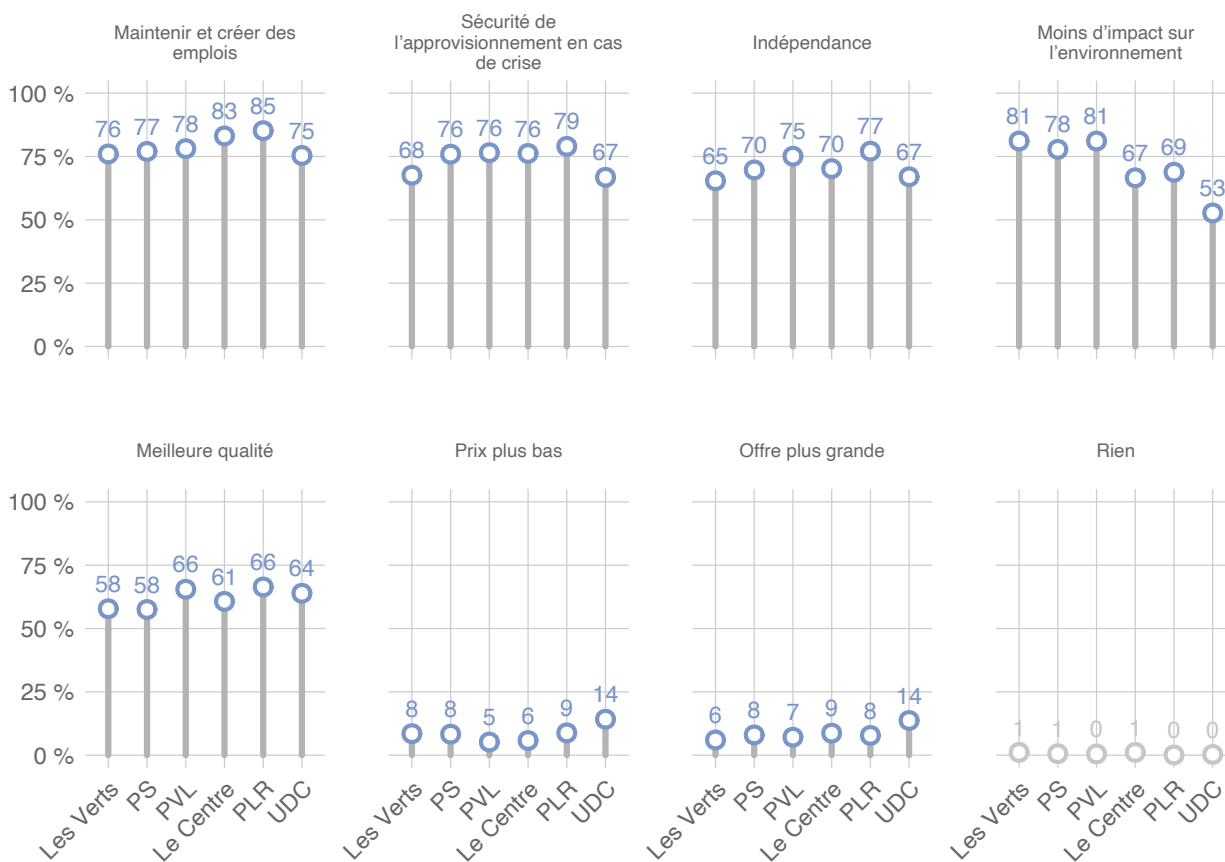 Maintenir et créer des
emplois
Sécurité de
l'approvisionnement en cas
de crise
Indépendance
Moins d'impact sur
l'environnement
100 %
75 %
50 %
25 %
0 %
76 77 78 83 85 75
68 76 76 76 79 67
65 70 75 70 77 67
81 78 81 67 69 53
Meilleure qualité
Prix plus bas
Offre plus grande
Rien
100 %
75 %
50 %
25 %
0 %
58 58 66 61 66 64
8 8 5 6 9 14
6 8 7 9 8 14
1 1 0 1 0 0
Les Verts PS PVL Le Centre PLR UDC
Les Verts PS PVL Le Centre PLR UDC
Les Verts PS PVL Le Centre PLR UDC
Les Verts PS PVL Le Centre PLR UDC